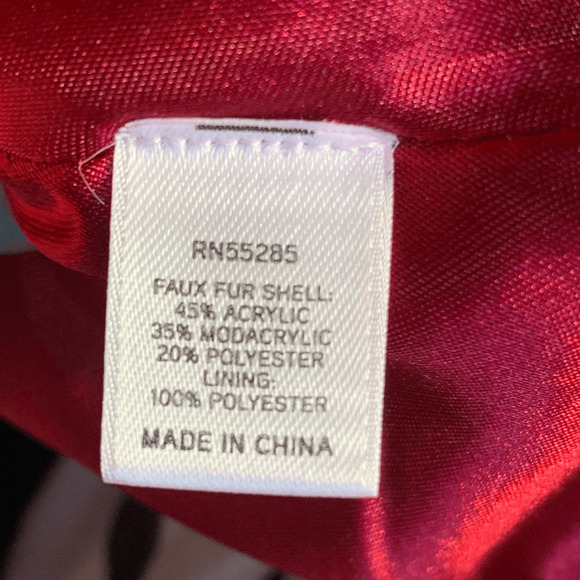 RN55285
FAUX FUR SHELL:
45% ACRYLIC
35% MODACRYLIC
20% POLYESTER
LINING:
100% POLYESTER
MADE IN CHINA